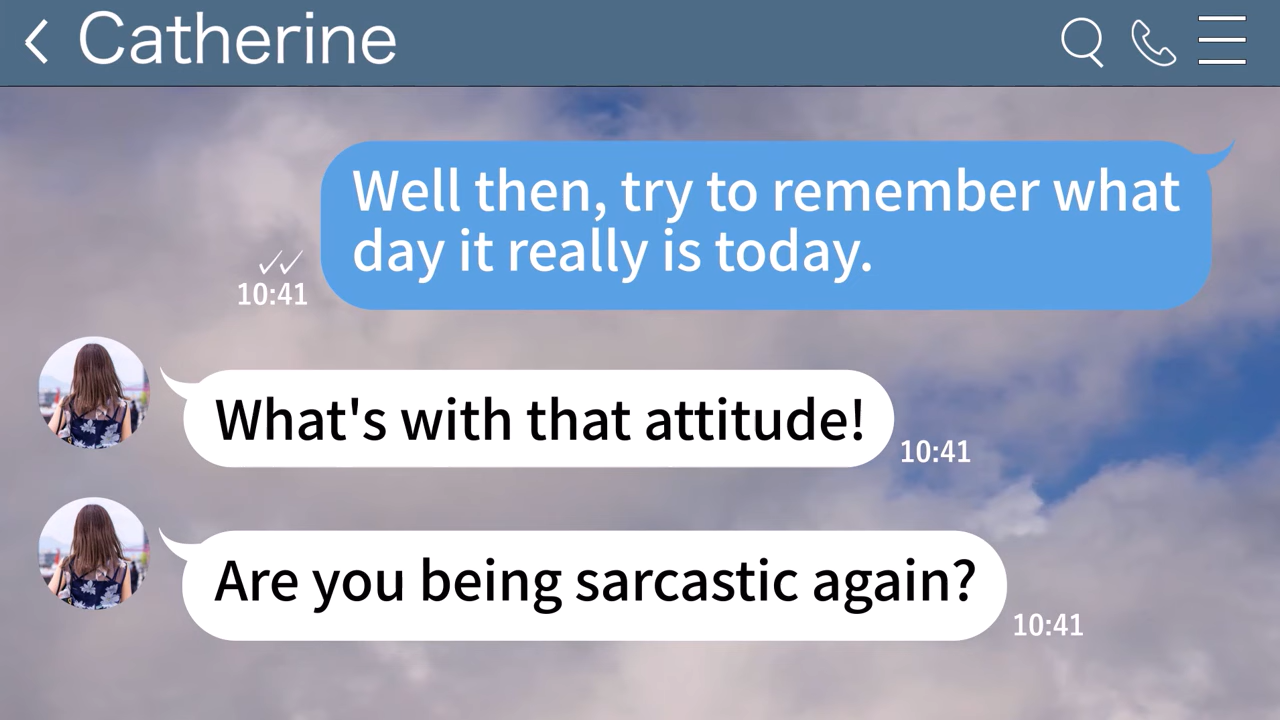 Catherine
Well then, try to remember what
day it really is today.
10:41
What's with that attitude!
10:41
Are you being sarcastic again?
10:41